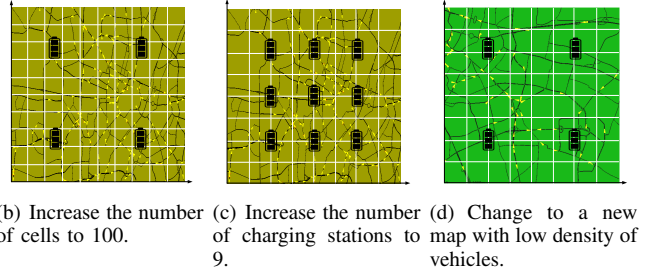 (b) Increase the number
of cells to 100.
(c) Increase the number
of charging stations to
9.
(d) Change to a new
map with low density of
vehicles.